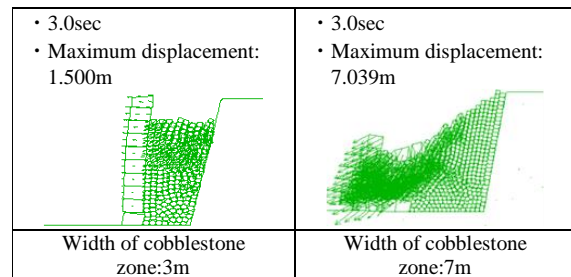 ・3.0sec
・Maximum displacement:
1.500m
Width of cobblestone
zone:3m
・3.0sec
・Maximum displacement:
7.039m
Width of cobblestone
zone:7m